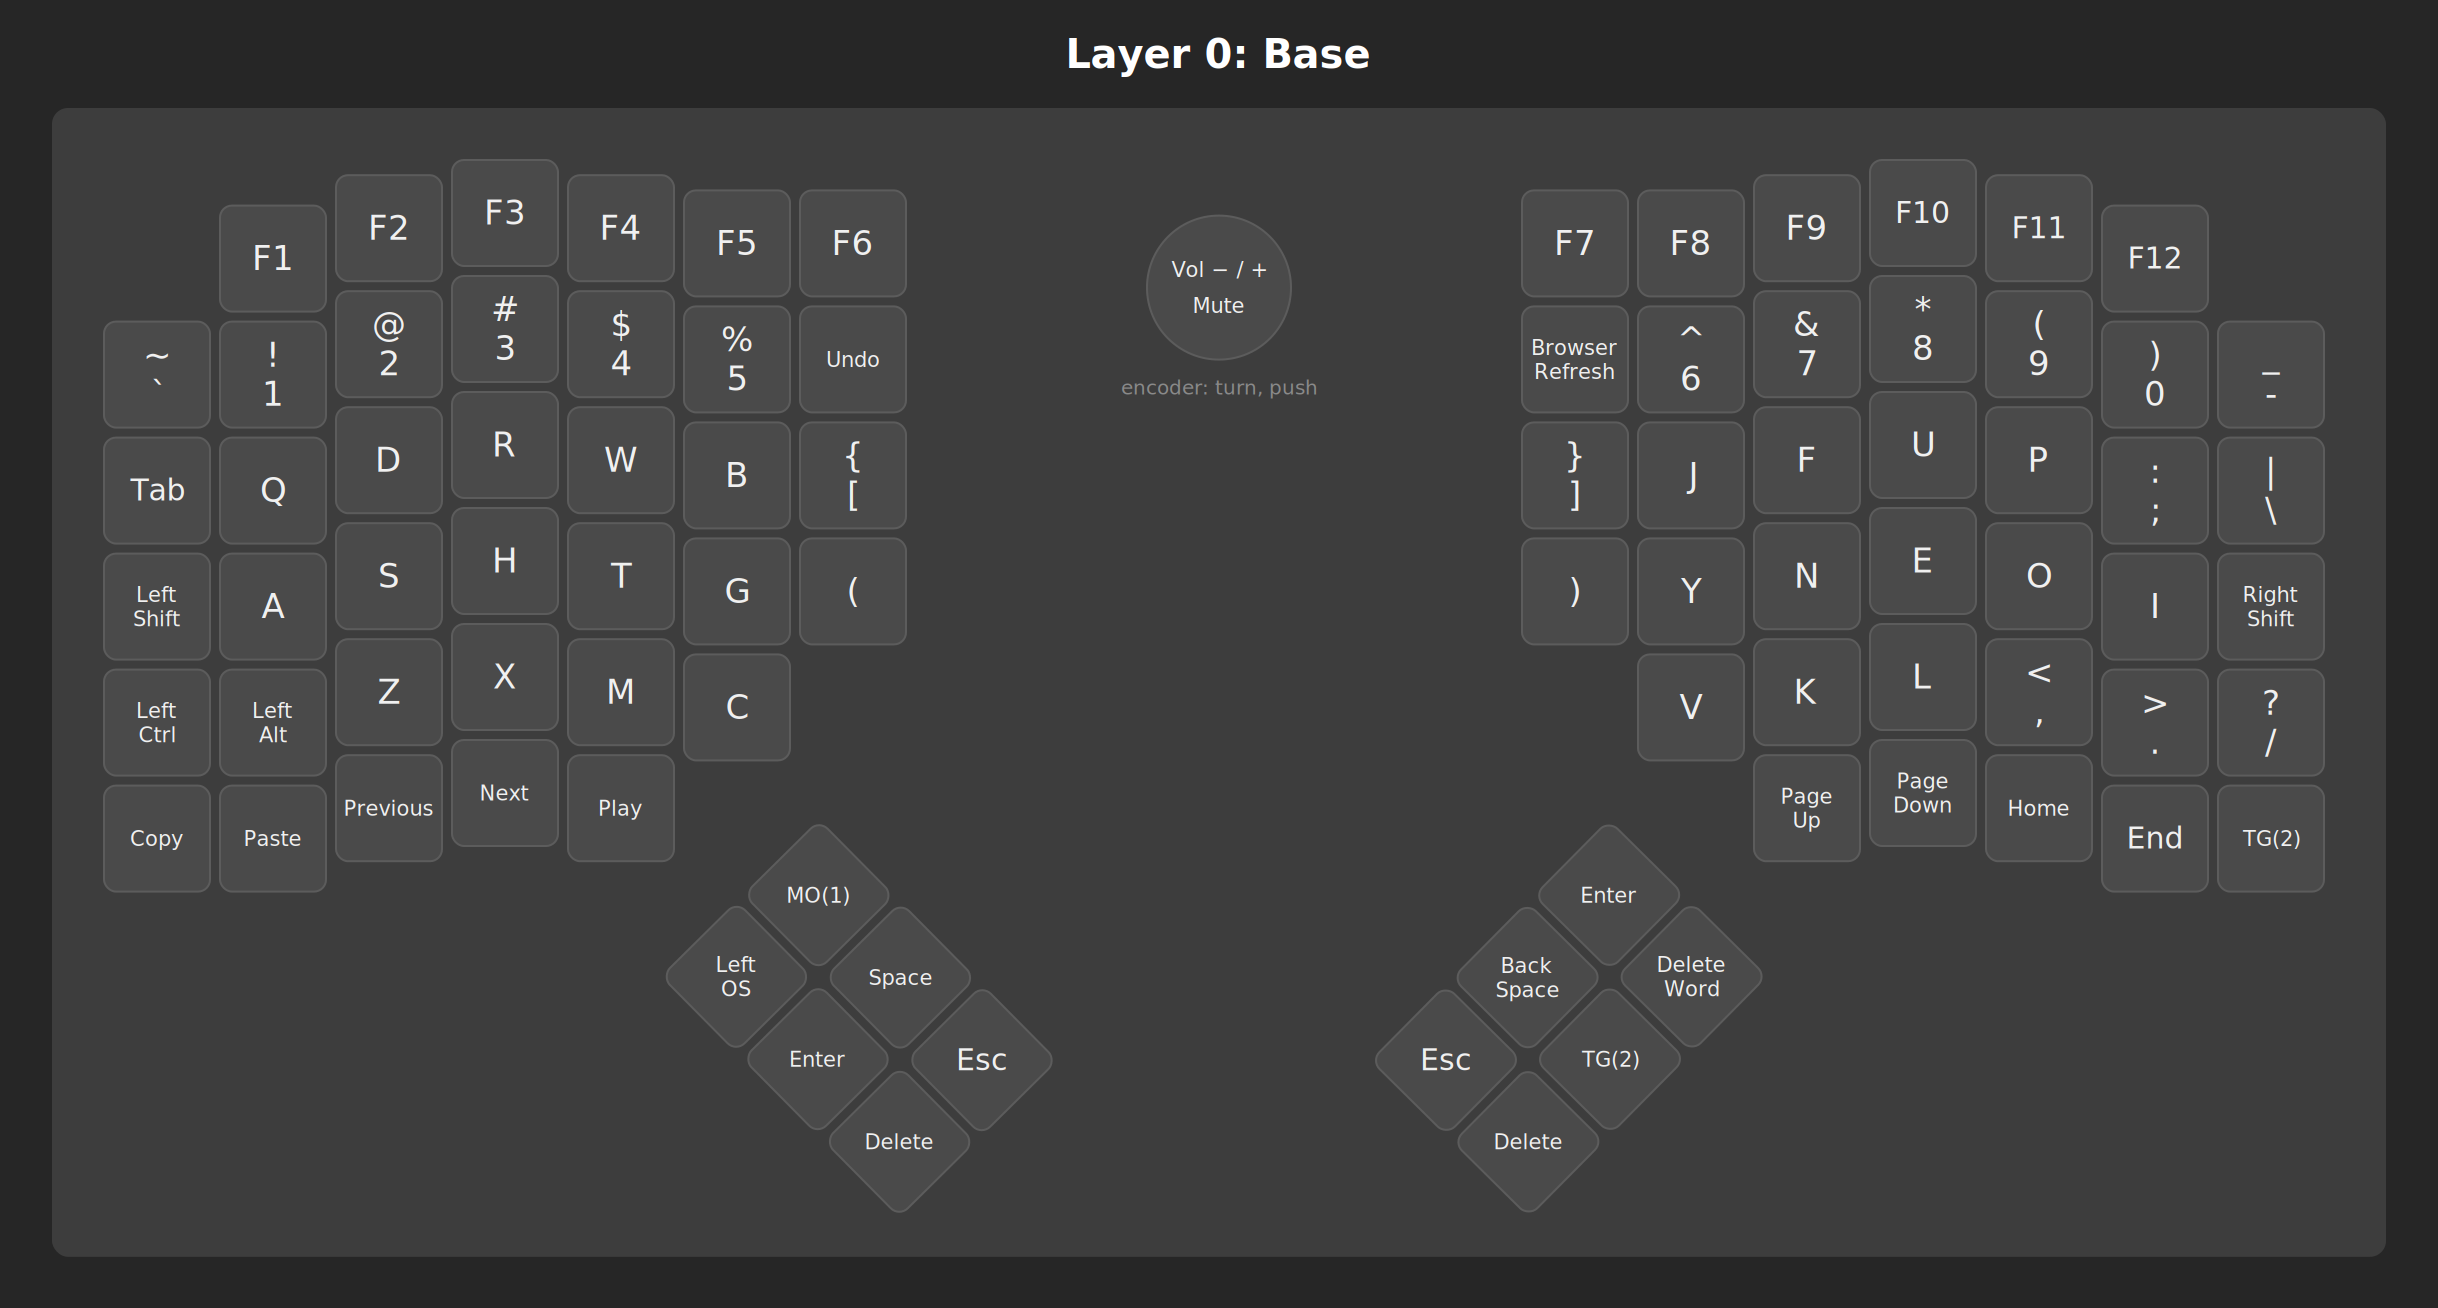 Layer 0: Base
F1
F2
F3
F4
F5
F6
Vol − / +
Mute
encoder: turn, push
F7
F8
F9
F10
F11
F12
~
`
!
1
@
2
#
3
$
4
%
5
Undo
Browser
Refresh
^
6
&
7
*
8
(
9
)
0
_
-
Tab
Q
D
R
W
B
{
[
}
]
J
F
U
P
:
;
|
\
Left
Shift
A
S
H
T
G
(
)
Y
N
E
O
I
Right
Shift
Left
Ctrl
Left
Alt
Z
X
M
C
V
K
L
<
,
>
.
?
/
Copy
Paste
Previous
Next
Play
Page
Up
Page
Down
Home
End
TG(2)
MO(1)
Left
OS
Space
Enter
Esc
Delete
Enter
Back
Space
Delete
Word
Esc
TG(2)
Delete